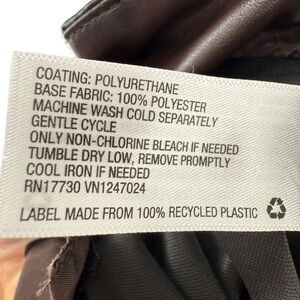 COATING: POLYURETHANE
BASE FABRIC: 100% POLYESTER
MACHINE WASH COLD SEPARATELY
GENTLE CYCLE
ONLY NON-CHLORINE BLEACH IF NEEDED
TUMBLE DRY LOW, REMOVE PROMPTLY
COOL IRON IF NEEDED
RN17730 VN1247024
LABEL MADE FROM 100% RECYCLED PLASTIC